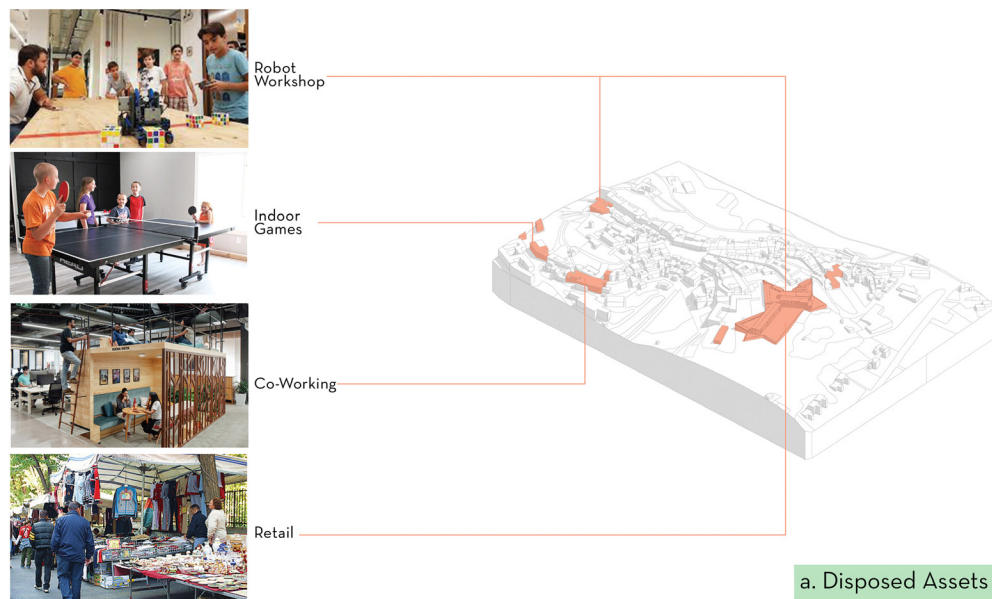 Robot
Workshop
Indoor
Games
Co-Working
Retail
a. Disposed Assets